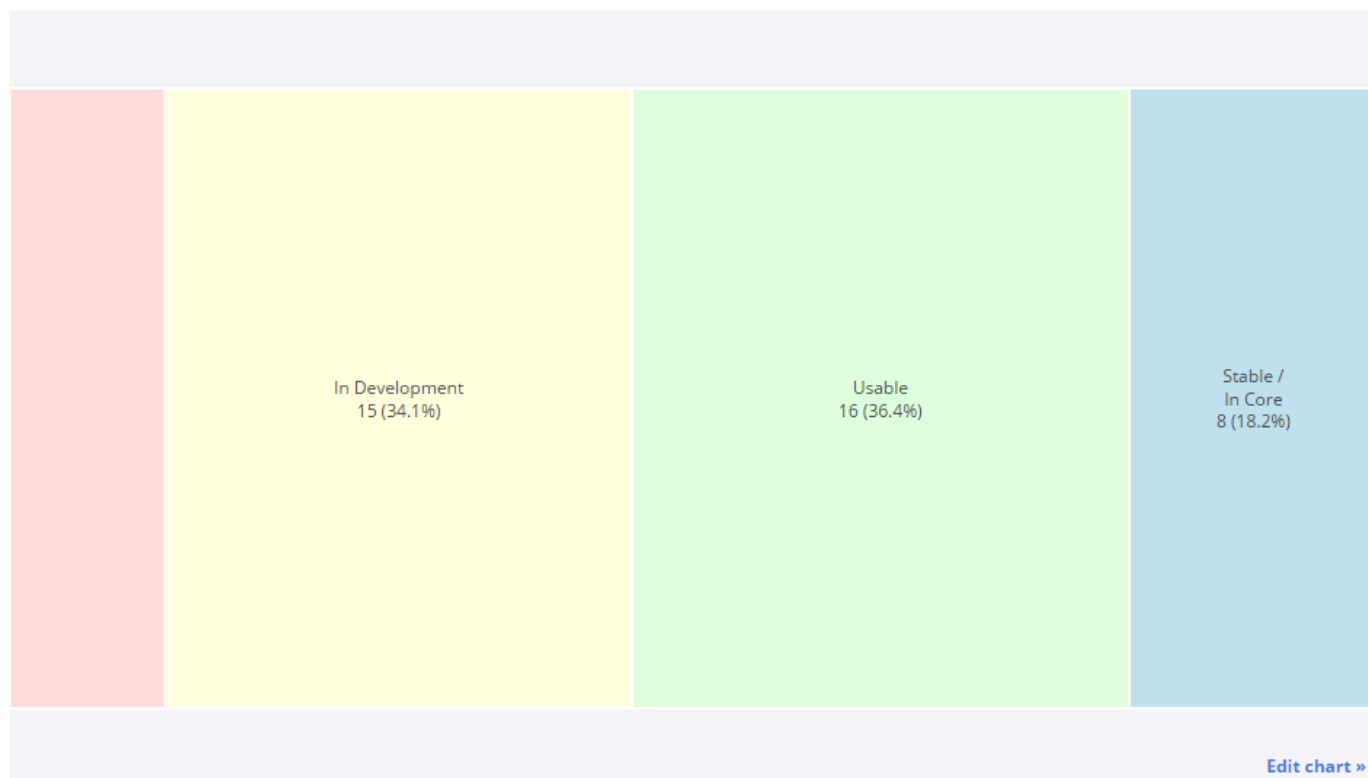 In Development
15 (34.1%)
Usable
16 (36.4%)
Stable /
In Core
8 (18.2%)
Edit chart »